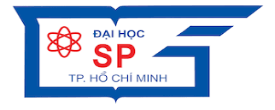 ĐẠI HỌC
SP
TP. HỒ CHÍ MINH